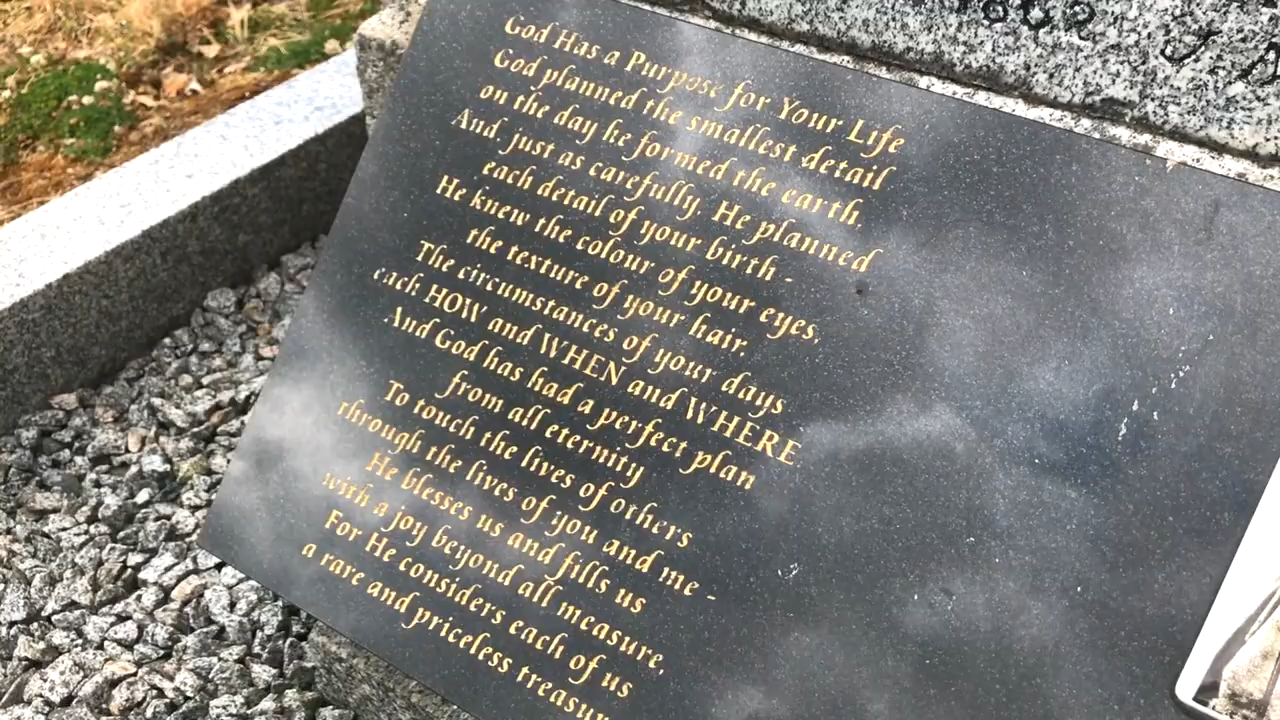 God Has a Purpose for Your Life
God planned the smallest detail
on the day he formed the earth,
And just as carefully, He planned
each detail of your birth -
He knew the colour of your eyes,
the texture of your hair.
The circumstances of your days
each HOW and WHEN and WHERE
And God has had a perfect plan
from all eternity
To touch the lives of others
through the lives of you and me -
He blesses us and fills us
with a joy beyond all measure,
For He considers each of us
a rare and priceless treasur